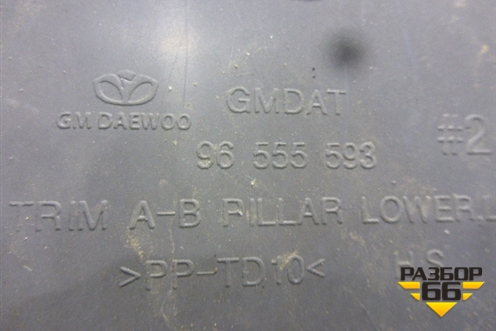 GMDAT
GM DAEWOO
96 555 593
#2
TRIM A-B PILLAR LOWER.L
>PP-TD10<
H.S
РАЗБОР
66